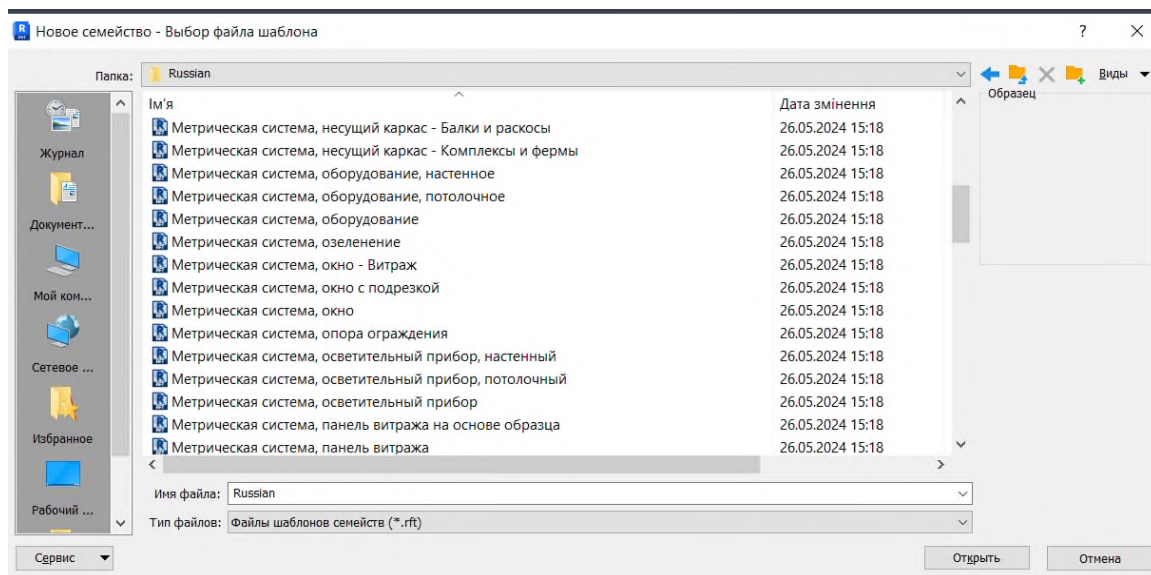 Новое семейство - Выбор файла шаблона
Папка: Russian
Виды
Ім'я Дата змінення
Образец
Метрическая система, несущий каркас - Балки и раскосы 26.05.2024 15:18
Метрическая система, несущий каркас - Комплексы и фермы 26.05.2024 15:18
Метрическая система, оборудование, настенное 26.05.2024 15:18
Метрическая система, оборудование, потолочное 26.05.2024 15:18
Метрическая система, оборудование 26.05.2024 15:18
Метрическая система, озеленение 26.05.2024 15:18
Метрическая система, окно - Витраж 26.05.2024 15:18
Метрическая система, окно с подрезкой 26.05.2024 15:18
Метрическая система, окно 26.05.2024 15:18
Метрическая система, опора ограждения 26.05.2024 15:18
Метрическая система, осветительный прибор, настенный 26.05.2024 15:18
Метрическая система, осветительный прибор, потолочный 26.05.2024 15:18
Метрическая система, осветительный прибор 26.05.2024 15:18
Метрическая система, панель витража на основе образца 26.05.2024 15:18
Метрическая система, панель витража 26.05.2024 15:18
Журнал
Документ...
Мой ком...
Сетевое ...
Избранное
Рабочий ...
Имя файла: Russian
Тип файлов: Файлы шаблонов семейств (*.rft)
Сервис
Открыть
Отмена